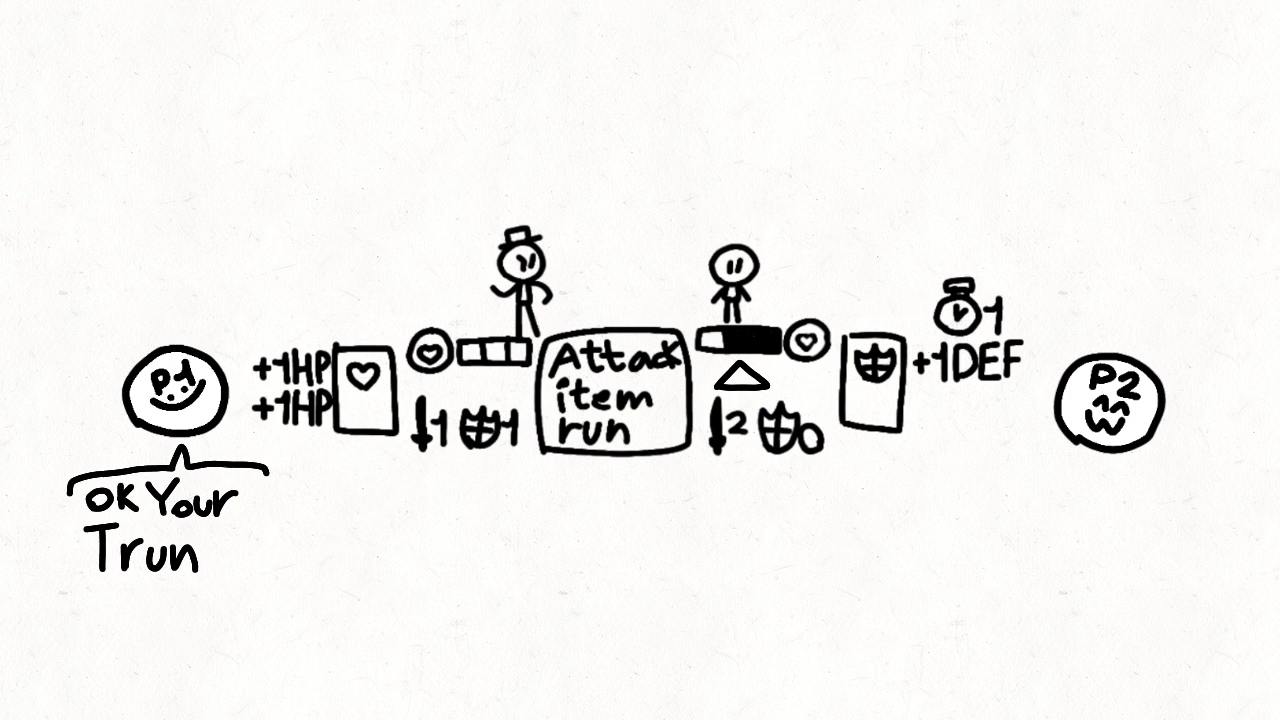 P1
+1HP
+1HP
1 1
Attack
item
run
2 0
1
+1DEF
P2
W
OK Your
Trun